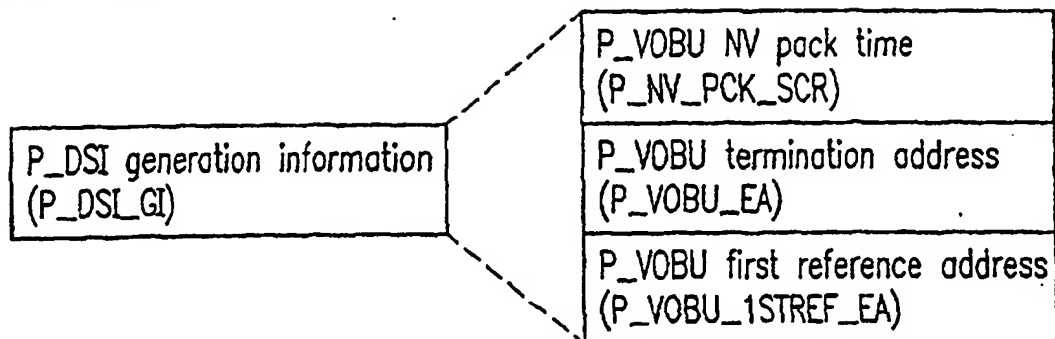 P_DSI generation information
(P_DSI_GI)
P_VOBU NV pack time
(P_NV_PCK_SCR)
P_VOBU termination address
(P_VOBU_EA)
P_VOBU first reference address
(P_VOBU_1STREF_EA)